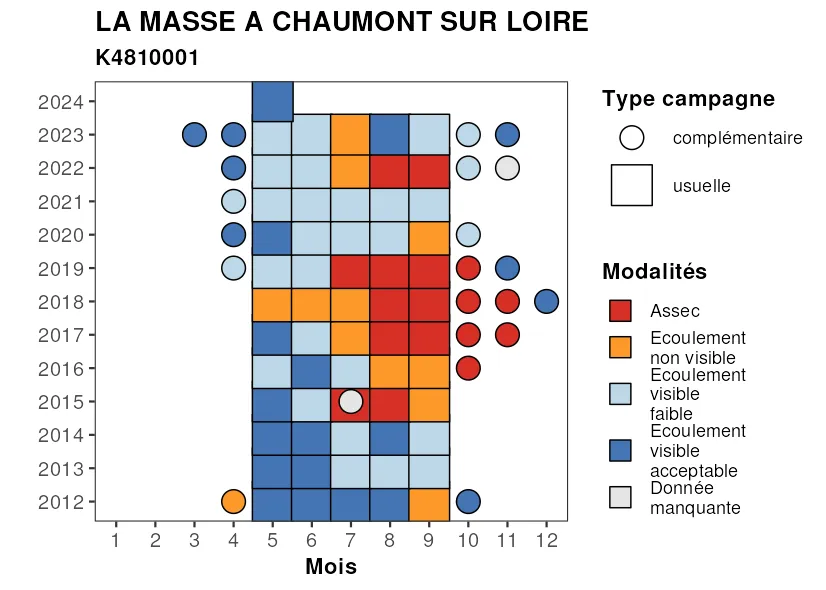 LA MASSE A CHAUMONT SUR LOIRE
K4810001
2024
2023
2022
2021
2020
2019
2018
2017
2016
2015
2014
2013
2012
1 2 3 4 5 6 7 8 9 10 11 12
Mois
Type campagne
complémentaire
usuelle
Modalités
Assec
Ecoulement
non visible
Ecoulement
visible
faible
Ecoulement
visible
acceptable
Donnée
manquante